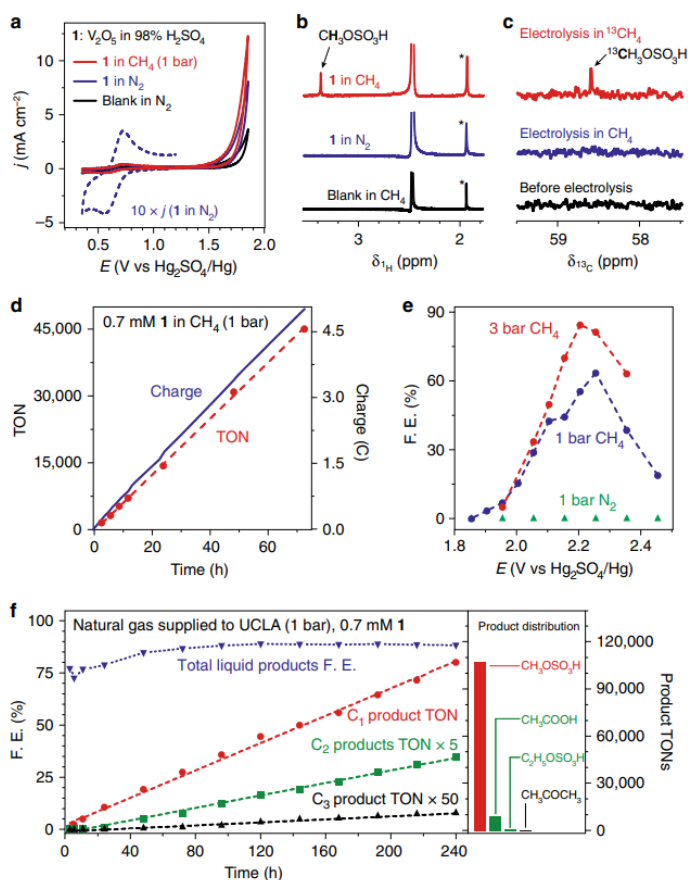 a
1: V₂O₅ in 98% H₂SO₄
1 in CH₄ (1 bar)
1 in N₂
Blank in N₂
10 × j (1 in N₂)
10
5
0
−5
j (mA cm⁻²)
0.5 1.0 1.5 2.0
E (V vs Hg₂SO₄/Hg)
b
CH₃OSO₃H
1 in CH₄
*
1 in N₂
*
Blank in CH₄
*
3 2
δ₁H (ppm)
c
Electrolysis in ¹³CH₄
¹³CH₃OSO₃H
Electrolysis in CH₄
Before electrolysis
59 58
δ₁₃C (ppm)
d
0.7 mM 1 in CH₄ (1 bar)
45,000
30,000
15,000
0
TON
Charge
TON
4.5
3.0
1.5
0.0
Charge (C)
0 20 40 60
Time (h)
e
90
60
30
0
F. E. (%)
3 bar CH₄
1 bar CH₄
1 bar N₂
1.8 2.0 2.2 2.4
E (V vs Hg₂SO₄/Hg)
f
Natural gas supplied to UCLA (1 bar), 0.7 mM 1
100
75
50
25
0
F. E. (%)
Total liquid products F. E.
C₁ product TON
C₂ products TON × 5
C₃ product TON × 50
0 40 80 120 160 200 240
Time (h)
Product distribution
CH₃OSO₃H
CH₃COOH
C₂H₅OSO₃H
CH₃COCH₃
120,000
90,000
60,000
30,000
0
Product TONs